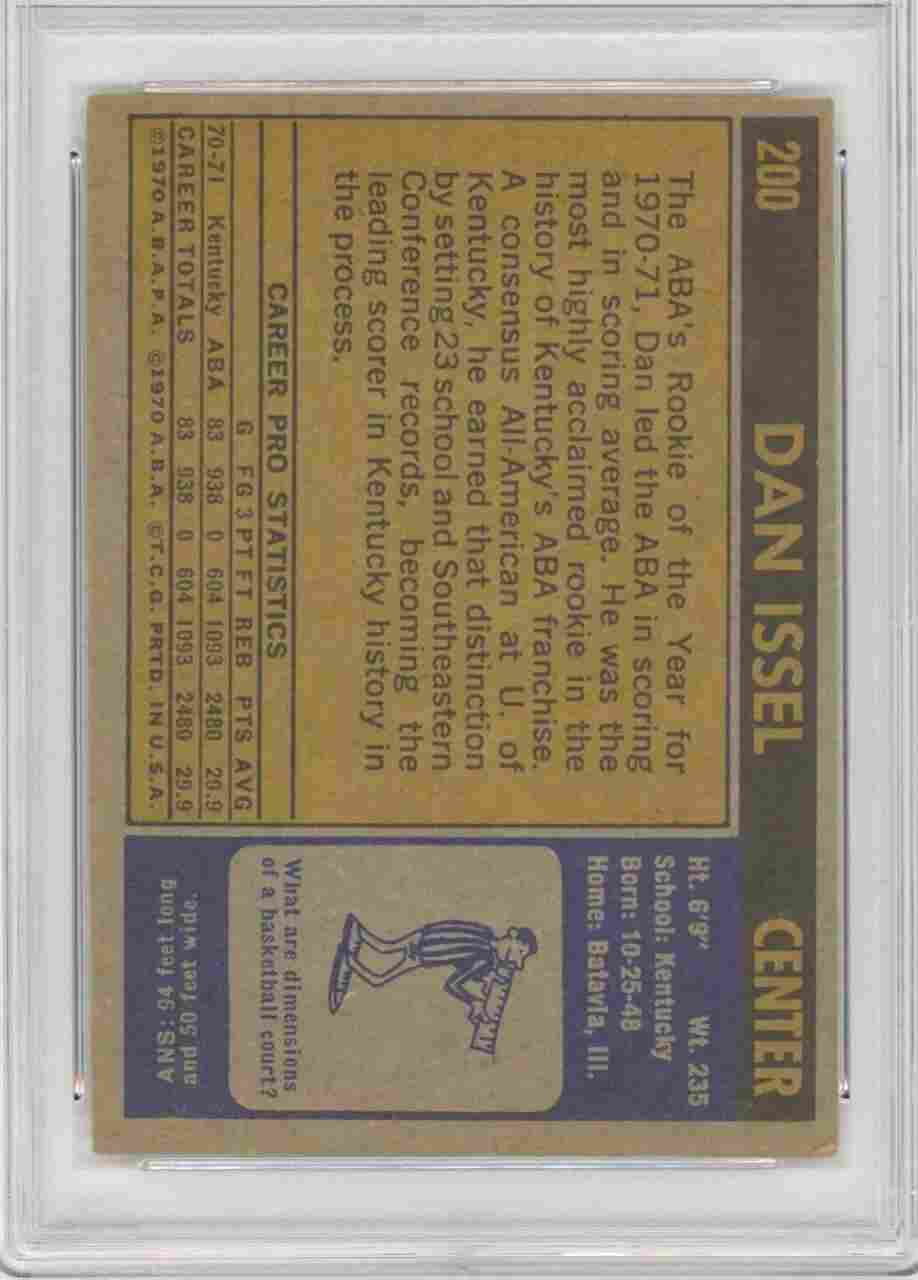 200 DAN ISSEL CENTER
The ABA's Rookie of the Year for
1970-71, Dan led the ABA in scoring
and in scoring average. He was the
most highly acclaimed rookie in the
history of Kentucky's ABA franchise.
A consensus All-American at U. of
Kentucky, he earned that distinction
by setting 23 school and Southeastern
Conference records, becoming the
leading scorer in Kentucky history in
the process.
CAREER PRO STATISTICS
G FG 3PT FT REB PTS AVG
70-71 Kentucky ABA 83 938 0 604 1093 2480 29.9
CAREER TOTALS 83 938 0 604 1093 2480 29.9
©1970 A.B.A.P.A. ©1970 A.B.A. ©T.C.G. PRTD. IN U.S.A.
Ht. 6'9" Wt. 235
School: Kentucky
Born: 10-25-48
Home: Batavia, Ill.
What are dimensions
of a basketball court?
ANS: 94 feet long
and 50 feet wide.